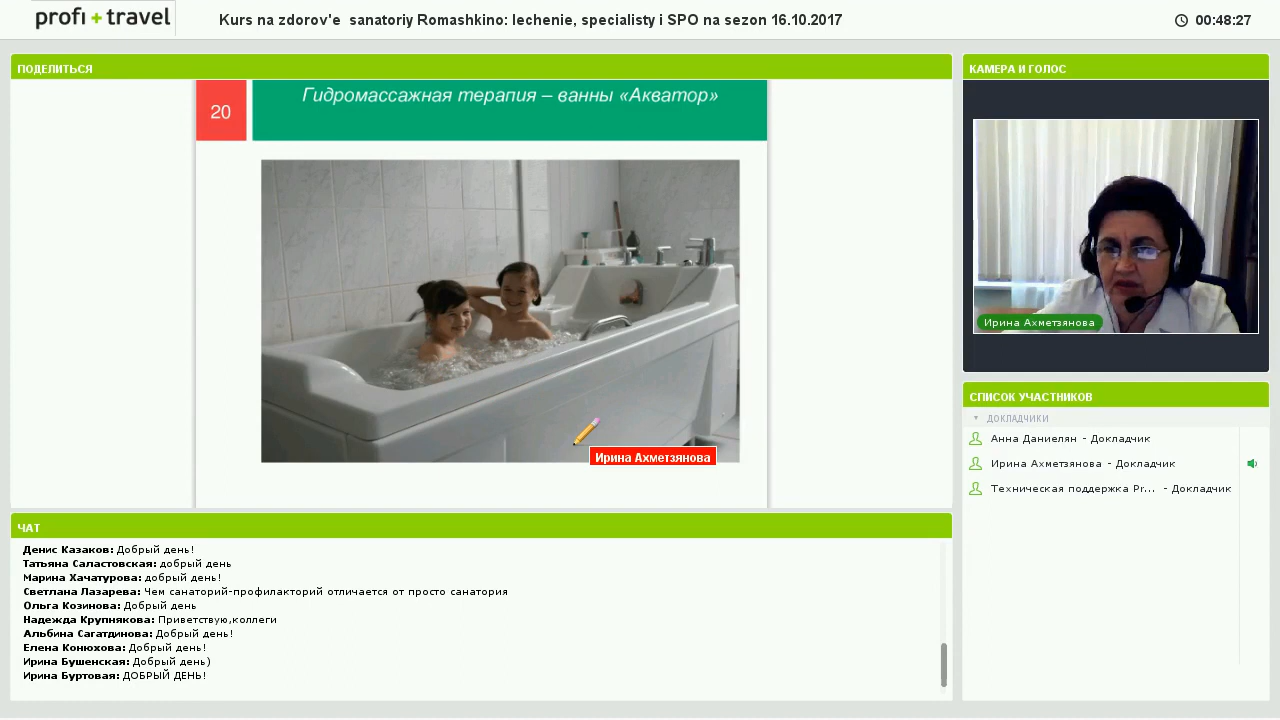 profi + travel
Kurs na zdorov'e sanatoriy Romashkino: lechenie, specialisty i SPO na sezon 16.10.2017
00:48:27
ПОДЕЛИТЬСЯ
20
Гидромассажная терапия – ванны «Акватор»
Ирина Ахметзянова
КАМЕРА И ГОЛОС
Ирина Ахметзянова
СПИСОК УЧАСТНИКОВ
ДОКЛАДЧИКИ
Анна Даниелян - Докладчик
Ирина Ахметзянова - Докладчик
Техническая поддержка Pr... - Докладчик
ЧАТ
Денис Казаков: Добрый день!
Татьяна Саластовская: добрый день
Марина Хачатурова: добрый день!
Светлана Лазарева: Чем санаторий-профилакторий отличается от просто санатория
Ольга Козинова: Добрый день
Надежда Крупнякова: Приветствую,коллеги
Альбина Сагатдинова: Добрый день!
Елена Конюхова: Добрый день!
Ирина Бушенская: Добрый день)
Ирина Буртовая: ДОБРЫЙ ДЕНЬ!